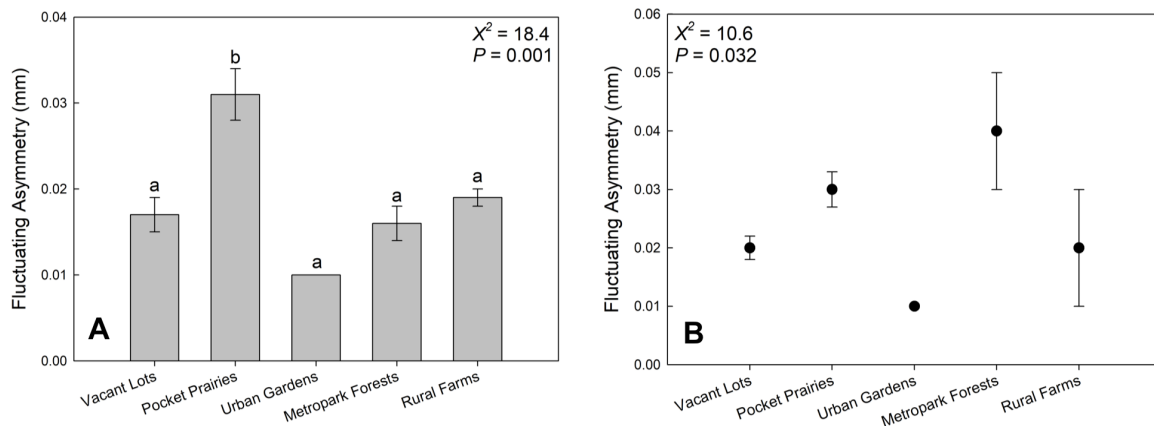 0.04
0.03
0.02
0.01
0.00
Fluctuating Asymmetry (mm)
X² = 18.4
P = 0.001
a
b
a
a
a
A
Vacant Lots
Pocket Prairies
Urban Gardens
Metropark Forests
Rural Farms
0.06
0.05
0.04
0.03
0.02
0.01
0.00
Fluctuating Asymmetry (mm)
X² = 10.6
P = 0.032
B
Vacant Lots
Pocket Prairies
Urban Gardens
Metropark Forests
Rural Farms